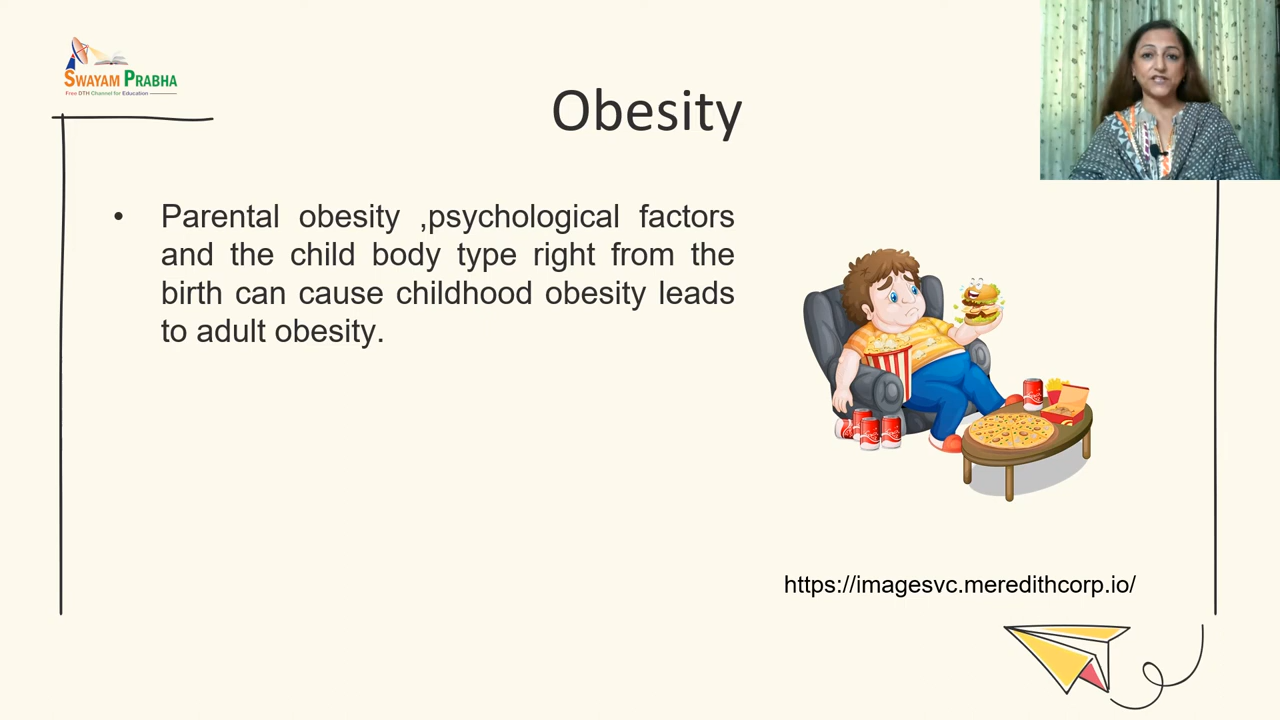 SWAYAM PRABHA
Free DTH Channel for Education
Obesity
• Parental obesity ,psychological factors
and the child body type right from the
birth can cause childhood obesity leads
to adult obesity.
https://imagesvc.meredithcorp.io/